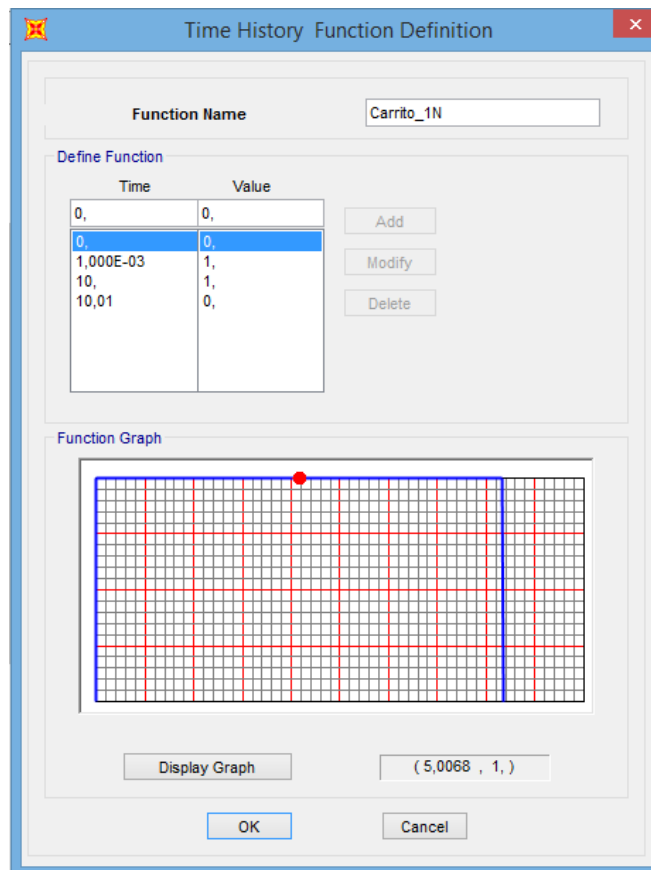 Time History Function Definition
Function Name
Carrito_1N
Define Function
Time Value
0, 0,
Add
0, 0,
1,000E-03 1,
Modify
10, 1,
10,01 0,
Delete
Function Graph
Display Graph
( 5,0068 , 1, )
OK
Cancel